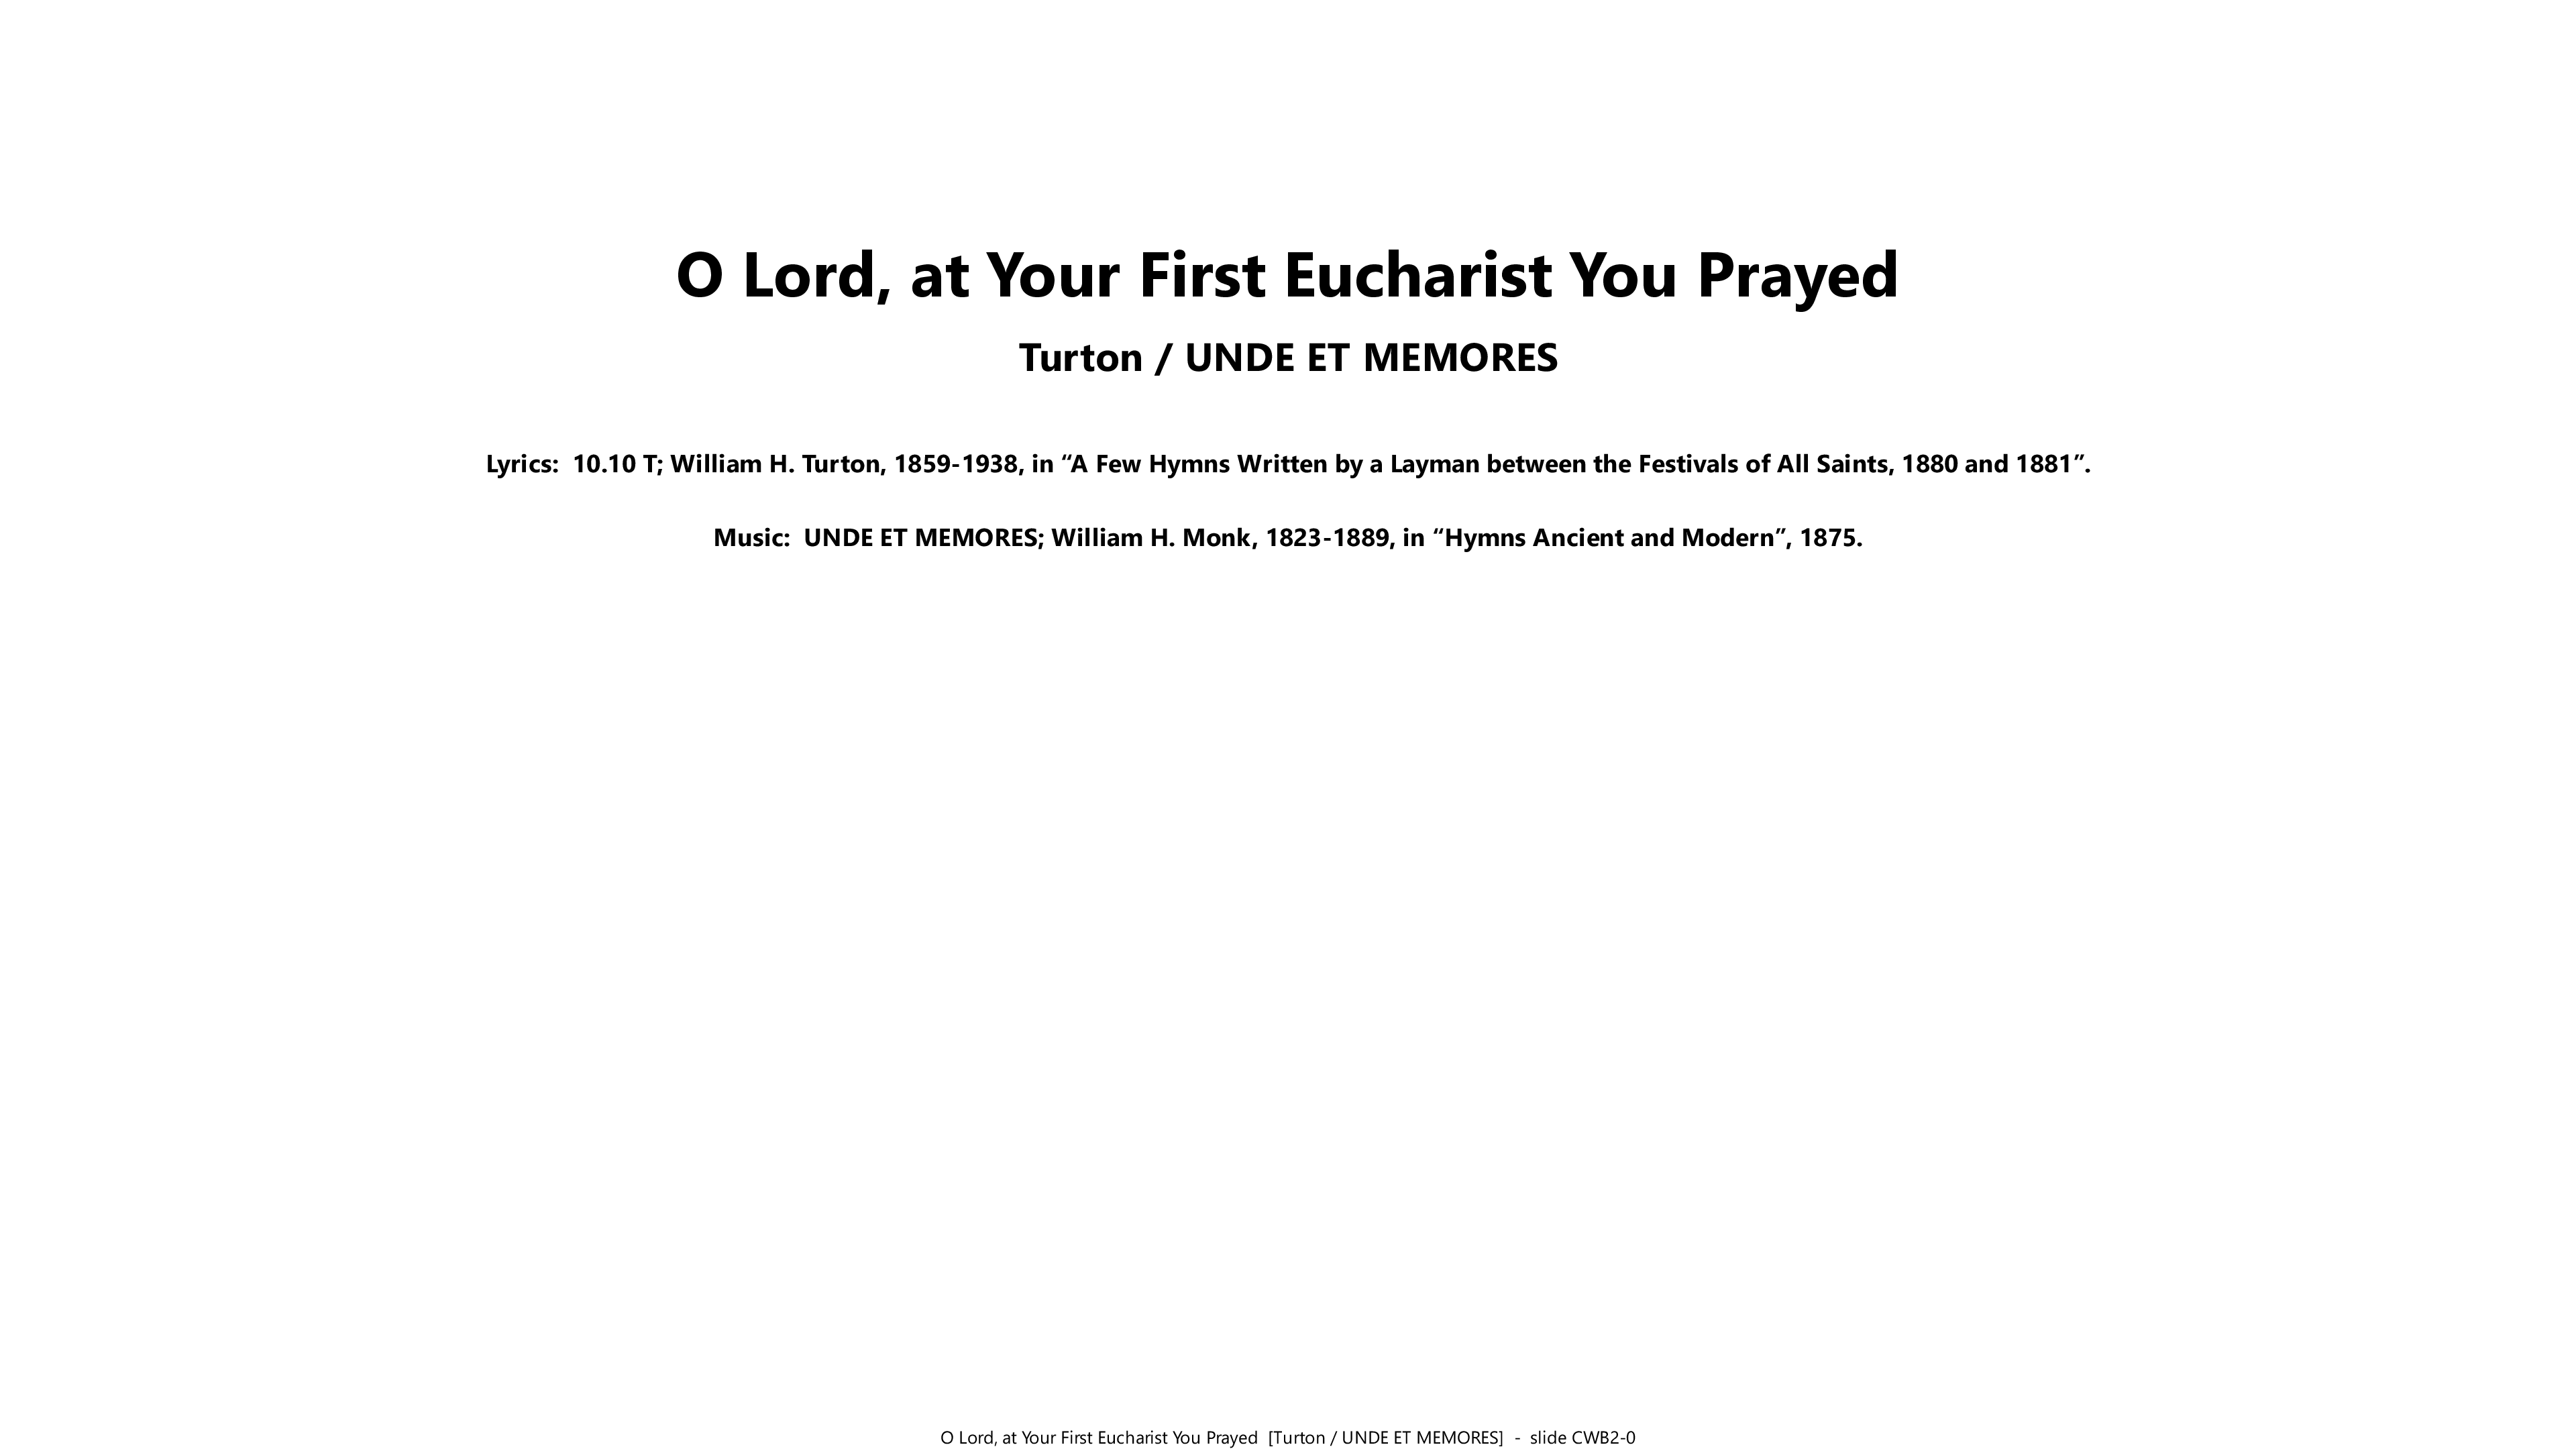 O Lord, at Your First Eucharist You Prayed
Turton / UNDE ET MEMORES
Lyrics:  10.10 T; William H. Turton, 1859-1938, in “A Few Hymns Written by a Layman between the Festivals of All Saints, 1880 and 1881”.
Music:  UNDE ET MEMORES; William H. Monk, 1823-1889, in “Hymns Ancient and Modern”, 1875.
O Lord, at Your First Eucharist You Prayed  [Turton / UNDE ET MEMORES]  -  slide CWB2-0